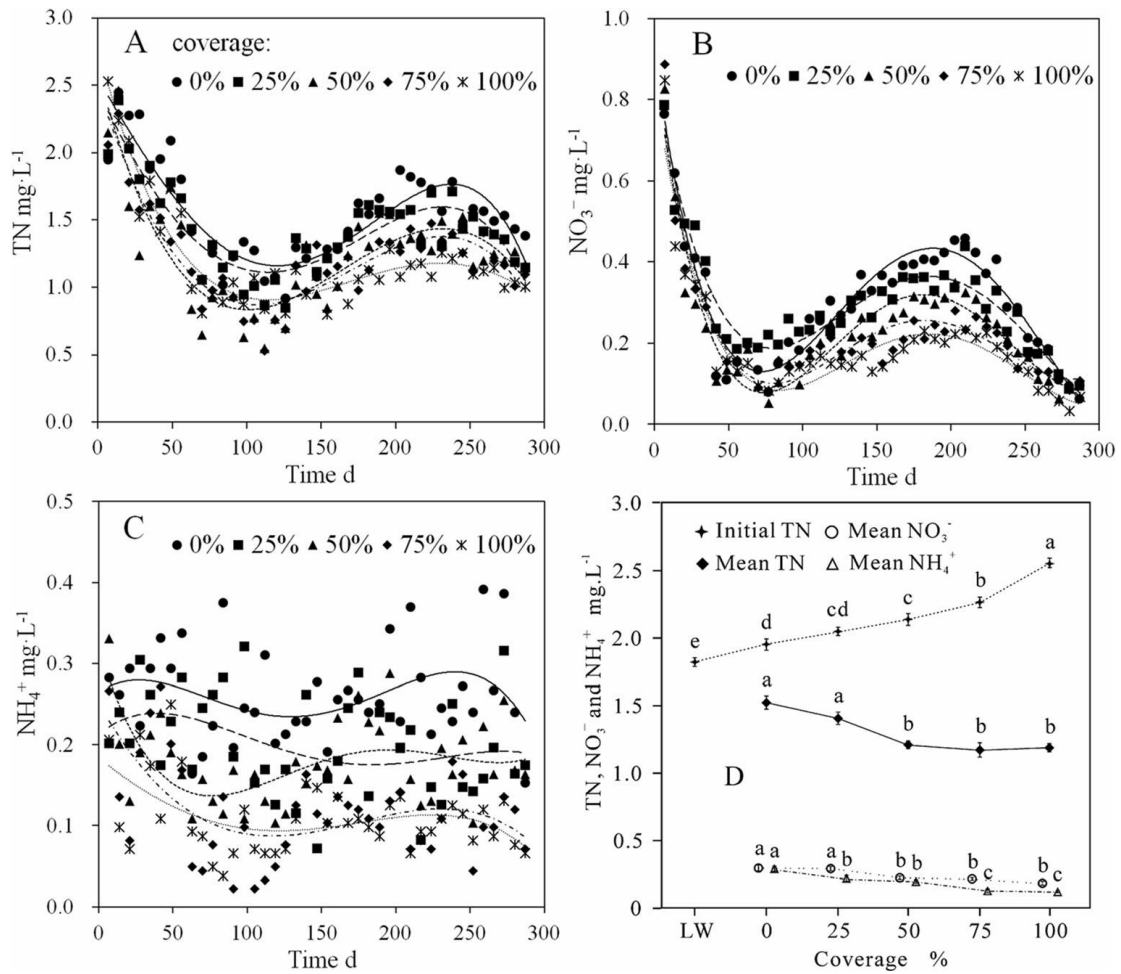 A
coverage:
● 0% ■ 25% ▲ 50% ◆ 75% ✳ 100%
TN mg·L⁻¹
3.0
2.5
2.0
1.5
1.0
0.5
0.0
0 50 100 150 200 250 300
Time d
B
● 0% ■ 25% ▲ 50% ◆ 75% ✳ 100%
NO₃⁻ mg·L⁻¹
1.0
0.8
0.6
0.4
0.2
0.0
0 50 100 150 200 250 300
Time d
C
● 0% ■ 25% ▲ 50% ◆ 75% ✳ 100%
NH₄⁺ mg·L⁻¹
0.5
0.4
0.3
0.2
0.1
0.0
0 50 100 150 200 250 300
Time d
Initial TN Mean NO₃⁻
Mean TN Mean NH₄⁺
TN, NO₃⁻ and NH₄⁺ mg.L⁻¹
3.0
2.5
2.0
1.5
1
0.5
0
e d cd c b a
a a b b b
D
a a a b b b b c b c
LW 0 25 50 75 100
Coverage %